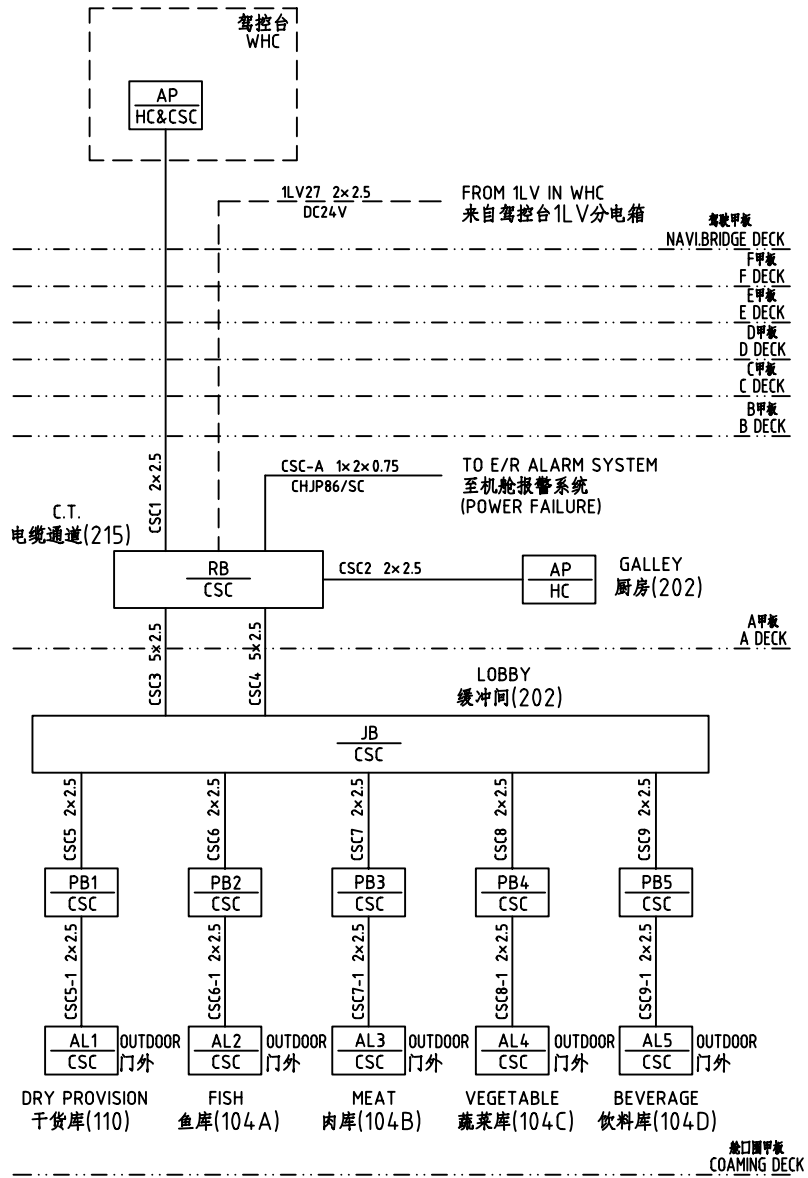 驾控台
WHC
AP
HC&CSC
1LV27 2×2.5
DC24V
FROM 1LV IN WHC
来自驾控台1LV分电箱
驾驶甲板
NAVI.BRIDGE DECK
F甲板
F DECK
E甲板
E DECK
D甲板
D DECK
C甲板
C DECK
B甲板
B DECK
CSC1 2×2.5
CSC-A 1×2×0.75
CHJP86/SC
TO E/R ALARM SYSTEM
至机舱报警系统
(POWER FAILURE)
C.T.
电缆通道(215)
RB
CSC
CSC2 2×2.5
AP
HC
GALLEY
厨房(202)
A甲板
A DECK
CSC3 5×2.5
CSC4 5×2.5
LOBBY
缓冲间(202)
JB
CSC
CSC5 2×2.5
CSC6 2×2.5
CSC7 2×2.5
CSC8 2×2.5
CSC9 2×2.5
PB1
CSC
PB2
CSC
PB3
CSC
PB4
CSC
PB5
CSC
CSC5-1 2×2.5
CSC6-1 2×2.5
CSC7-1 2×2.5
CSC8-1 2×2.5
CSC9-1 2×2.5
AL1
CSC
OUTDOOR
门外
AL2
CSC
OUTDOOR
门外
AL3
CSC
OUTDOOR
门外
AL4
CSC
OUTDOOR
门外
AL5
CSC
OUTDOOR
门外
DRY PROVISION
干货库(110)
FISH
鱼库(104A)
MEAT
肉库(104B)
VEGETABLE
蔬菜库(104C)
BEVERAGE
饮料库(104D)
舱口围甲板
COAMING DECK